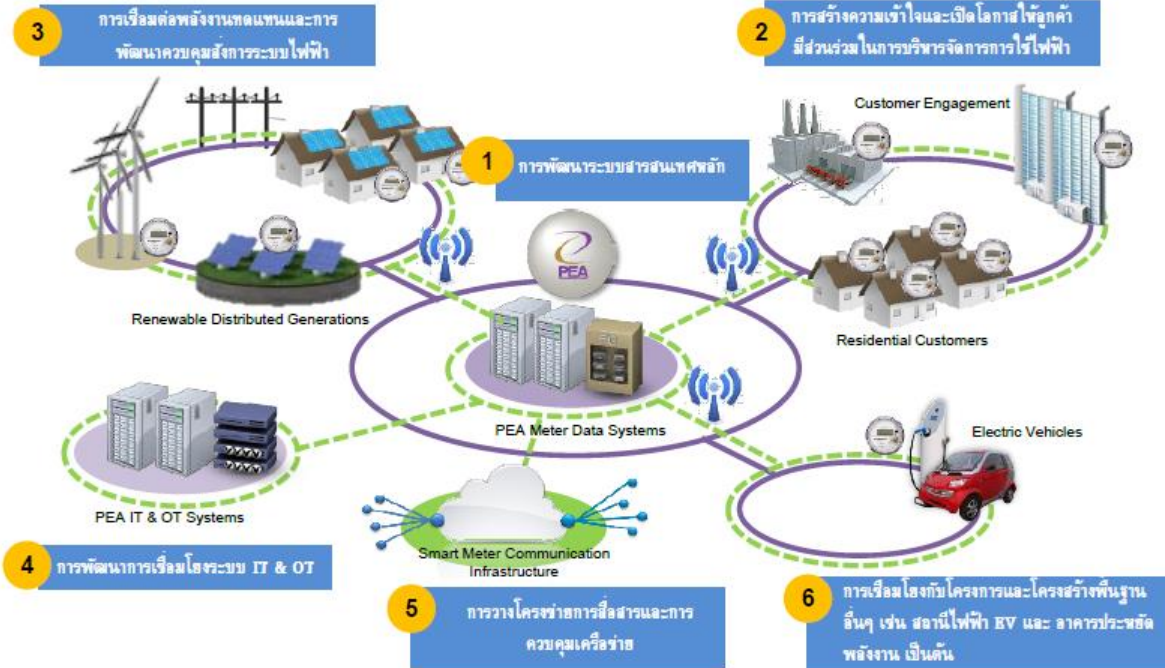 3
การเชื่อมต่อพลังงานทดแทนและการ
พัฒนาควบคุมสั่งการระบบไฟฟ้า
2
การสร้างความเข้าใจและเปิดโอกาสให้ลูกค้า
มีส่วนร่วมในการบริหารจัดการการใช้ไฟฟ้า
Customer Engagement
1
การพัฒนาระบบสารสนเทศหลัก
PEA
Renewable Distributed Generations
Residential Customers
PEA Meter Data Systems
Electric Vehicles
PEA IT & OT Systems
Smart Meter Communication
Infrastructure
4
การพัฒนาการเชื่อมโยงระบบ IT & OT
5
การวางโครงข่ายการสื่อสารและการ
ควบคุมเครือข่าย
6
การเชื่อมโยงกับโครงการและโครงสร้างพื้นฐาน
อื่นๆ เช่น สถานีไฟฟ้า EV และ อาคารประหยัด
พลังงาน เป็นต้น